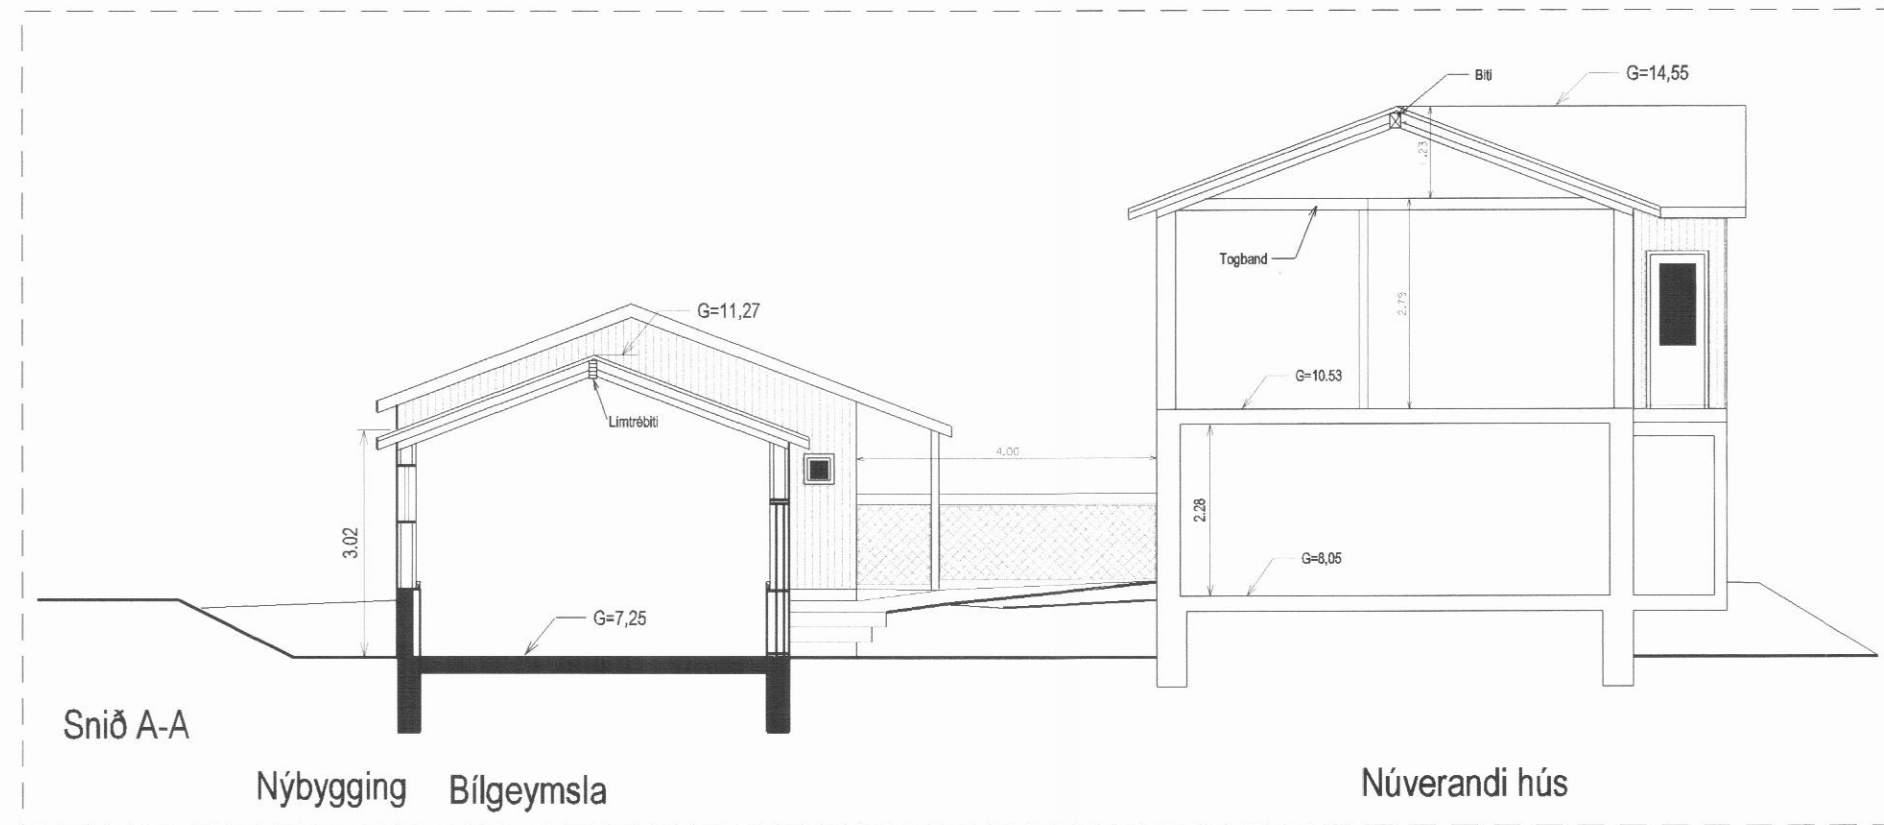 Biti
G=14,55
1.23
Togband
G=11,27
2.79
G=10.53
Límtrébiti
4.00
3.02
2.28
G=8,05
G=7,25
Snið A-A
Nýbygging Bílgeymsla
Núverandi hús